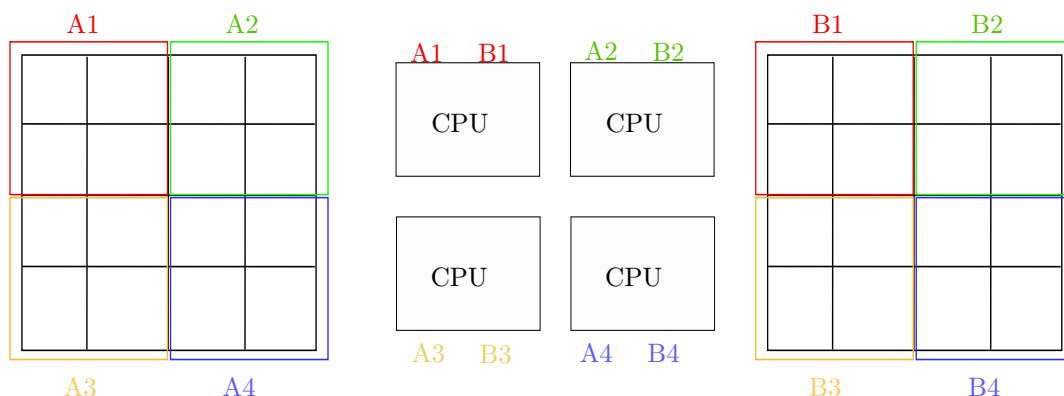 A1 A2 B1 B2
A1 B1 A2 B2
CPU CPU
CPU CPU
A3 B3 A4 B4
A3 A4 B3 B4